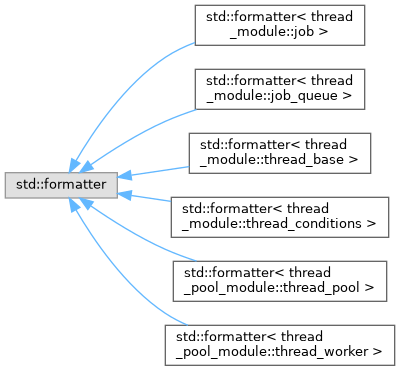 std::formatter< thread
_module::job >
std::formatter< thread
_module::job_queue >
std::formatter< thread
_module::thread_base >
std::formatter
std::formatter< thread
_module::thread_conditions >
std::formatter< thread
_pool_module::thread_pool >
std::formatter< thread
_pool_module::thread_worker >